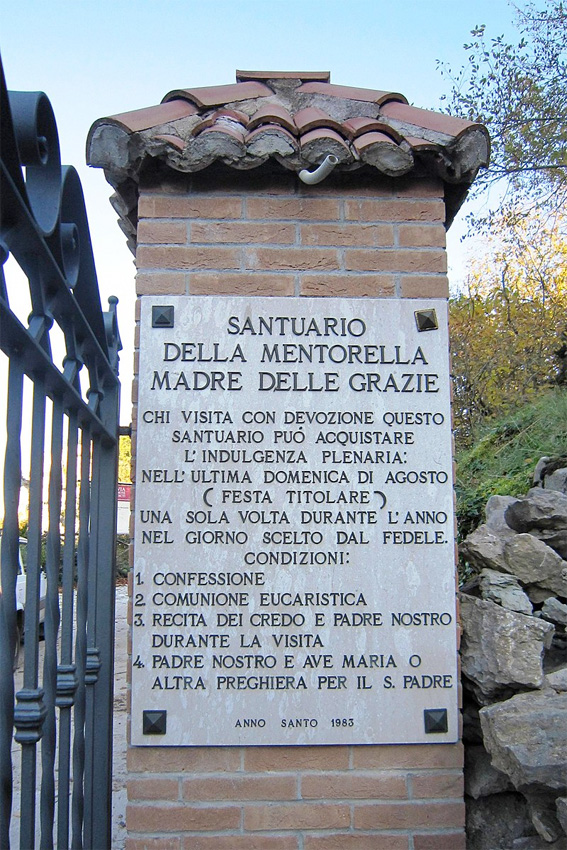 SANTUARIO
DELLA MENTORELLA
MADRE DELLE GRAZIE
CHI VISITA CON DEVOZIONE QUESTO
SANTUARIO PUÓ ACQUISTARE
L'INDULGENZA PLENARIA:
NELL'ULTIMA DOMENICA DI AGOSTO
(FESTA TITOLARE)
UNA SOLA VOLTA DURANTE L'ANNO
NEL GIORNO SCELTO DAL FEDELE.
CONDIZIONI:
1. CONFESSIONE
2. COMUNIONE EUCARISTICA
3. RECITA DEI CREDO E PADRE NOSTRO
DURANTE LA VISITA
4. PADRE NOSTRO E AVE MARIA O
ALTRA PREGHIERA PER IL S. PADRE
ANNO SANTO 1983